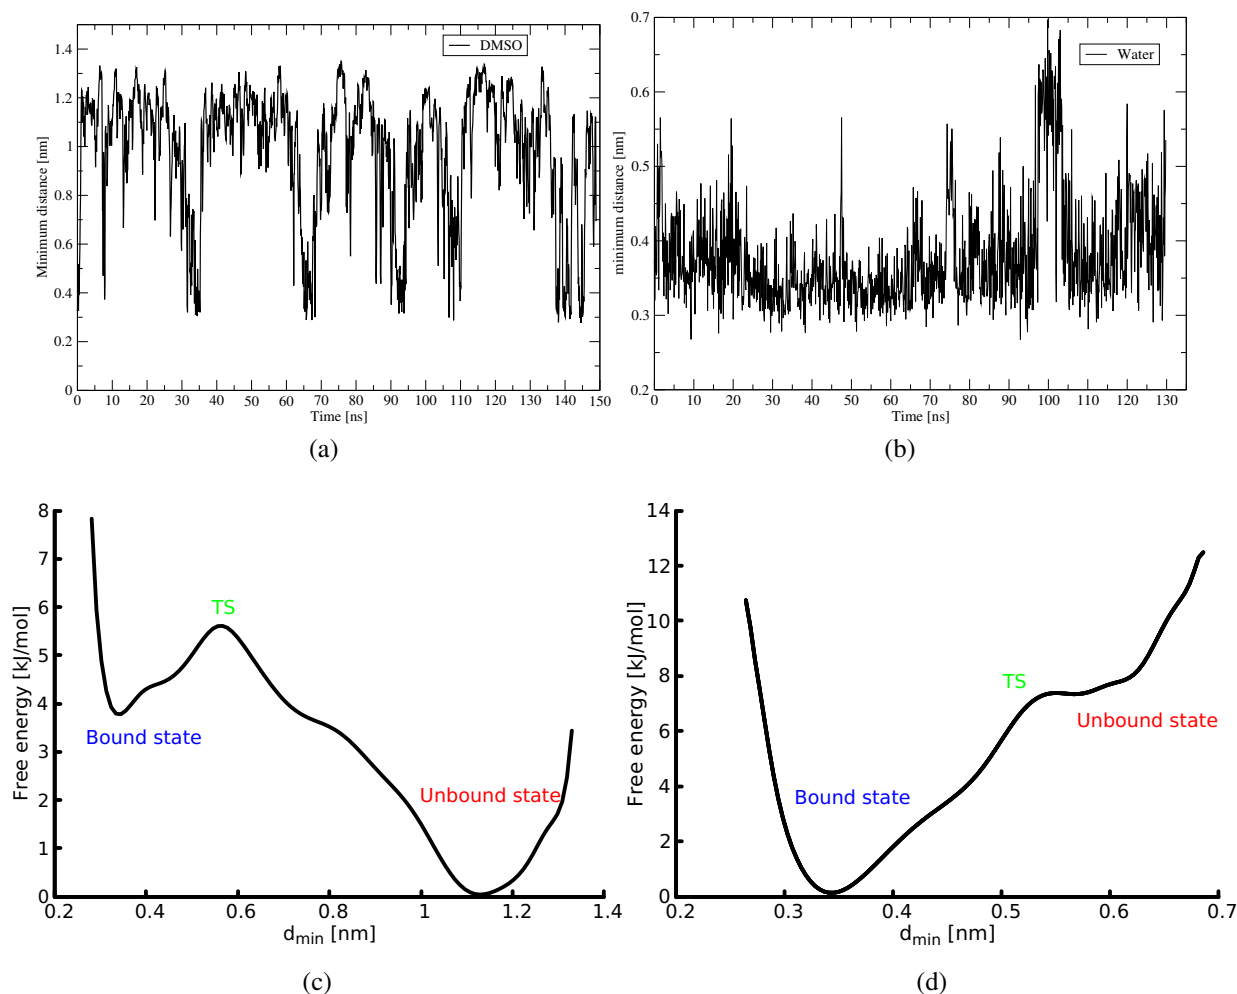 DMSO
Minimum distance [nm]
0
0.2
0.4
0.6
0.8
1
1.2
1.4
0 10 20 30 40 50 60 70 80 90 100 110 120 130 140 150
Time [ns]
(a)
Water
minimum distance [nm]
0.7
0.6
0.5
0.4
0.3
0.2
0 10 20 30 40 50 60 70 80 90 100 110 120 130
Time [ns]
(b)
8
7
6
5
4
3
2
1
0
Free energy [kJ/mol]
TS
Bound state
Unbound state
0.2 0.4 0.6 0.8 1 1.2 1.4
dmin [nm]
(c)
14
12
10
8
6
4
2
0
Free energy [kJ/mol]
TS
Unbound state
Bound state
0.2 0.3 0.4 0.5 0.6 0.7
dmin [nm]
(d)